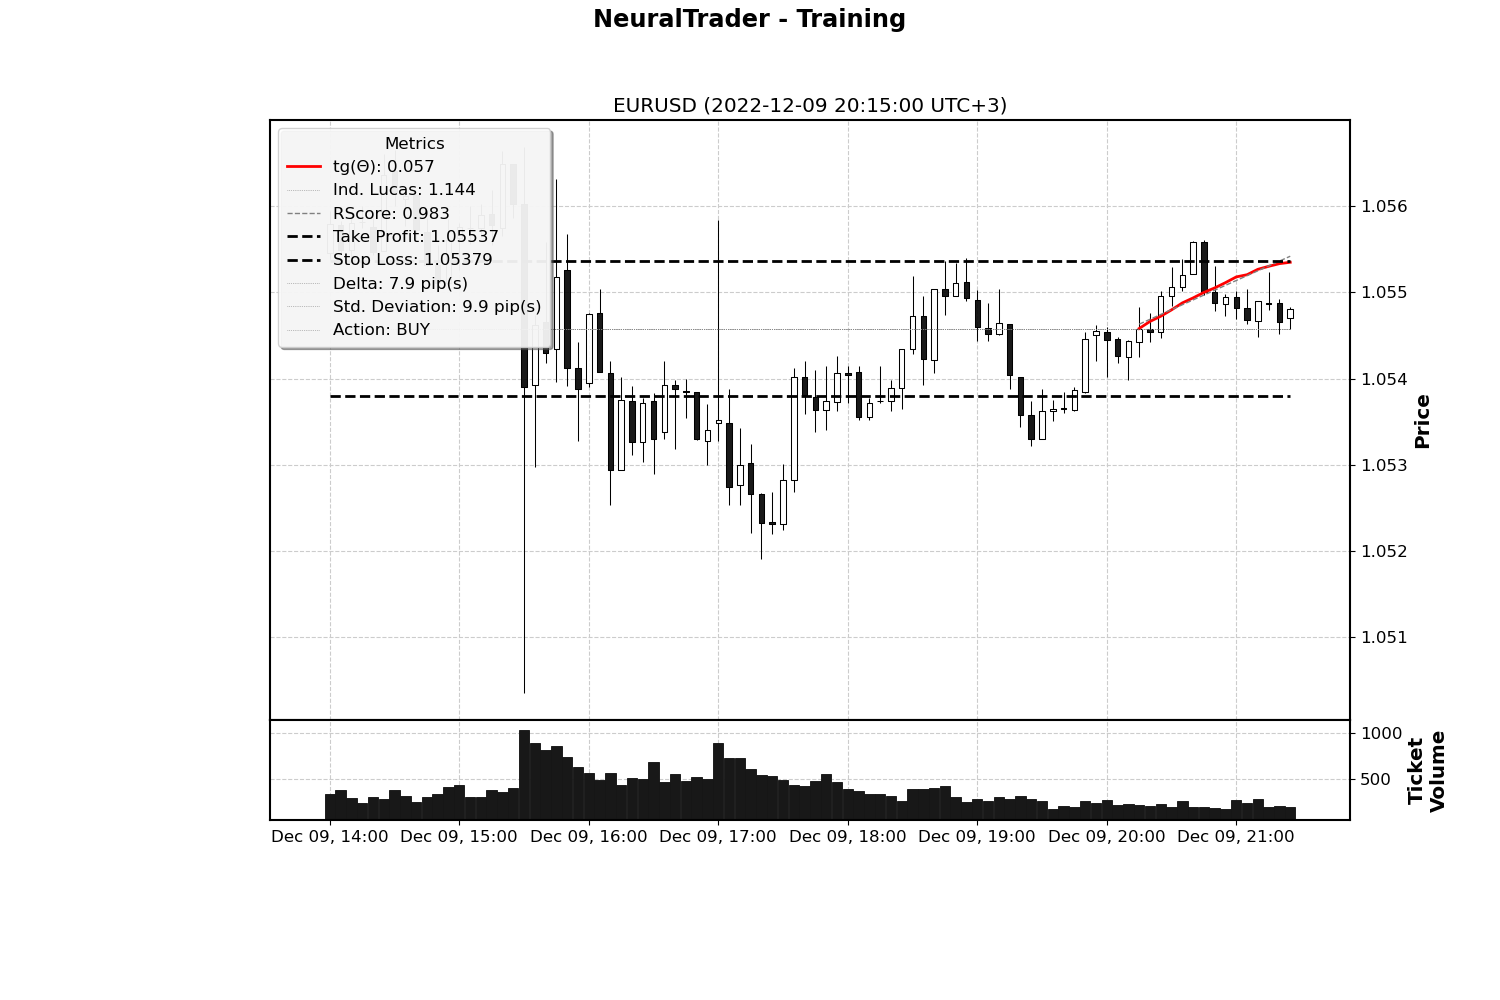 NeuralTrader - Training
EURUSD (2022-12-09 20:15:00 UTC+3)
Metrics
tg(Θ): 0.057
Ind. Lucas: 1.144
RScore: 0.983
Take Profit: 1.05537
Stop Loss: 1.05379
Delta: 7.9 pip(s)
Std. Deviation: 9.9 pip(s)
Action: BUY
1.056
1.055
1.054
1.053
1.052
1.051
Price
1000
500
Ticket
Volume
Dec 09, 14:00
Dec 09, 15:00
Dec 09, 16:00
Dec 09, 17:00
Dec 09, 18:00
Dec 09, 19:00
Dec 09, 20:00
Dec 09, 21:00